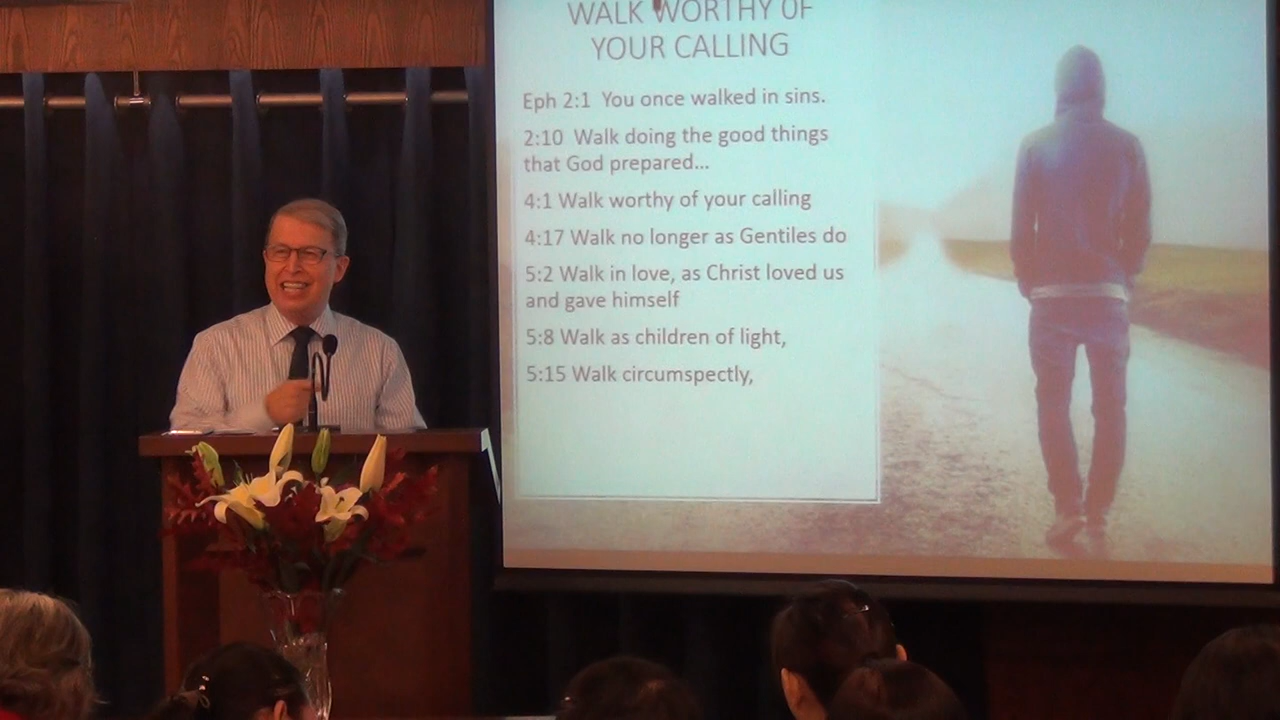 WALK WORTHY OF
YOUR CALLING
Eph 2:1 You once walked in sins.
2:10 Walk doing the good things
that God prepared...
4:1 Walk worthy of your calling
4:17 Walk no longer as Gentiles do
5:2 Walk in love, as Christ loved us
and gave himself
5:8 Walk as children of light,
5:15 Walk circumspectly,